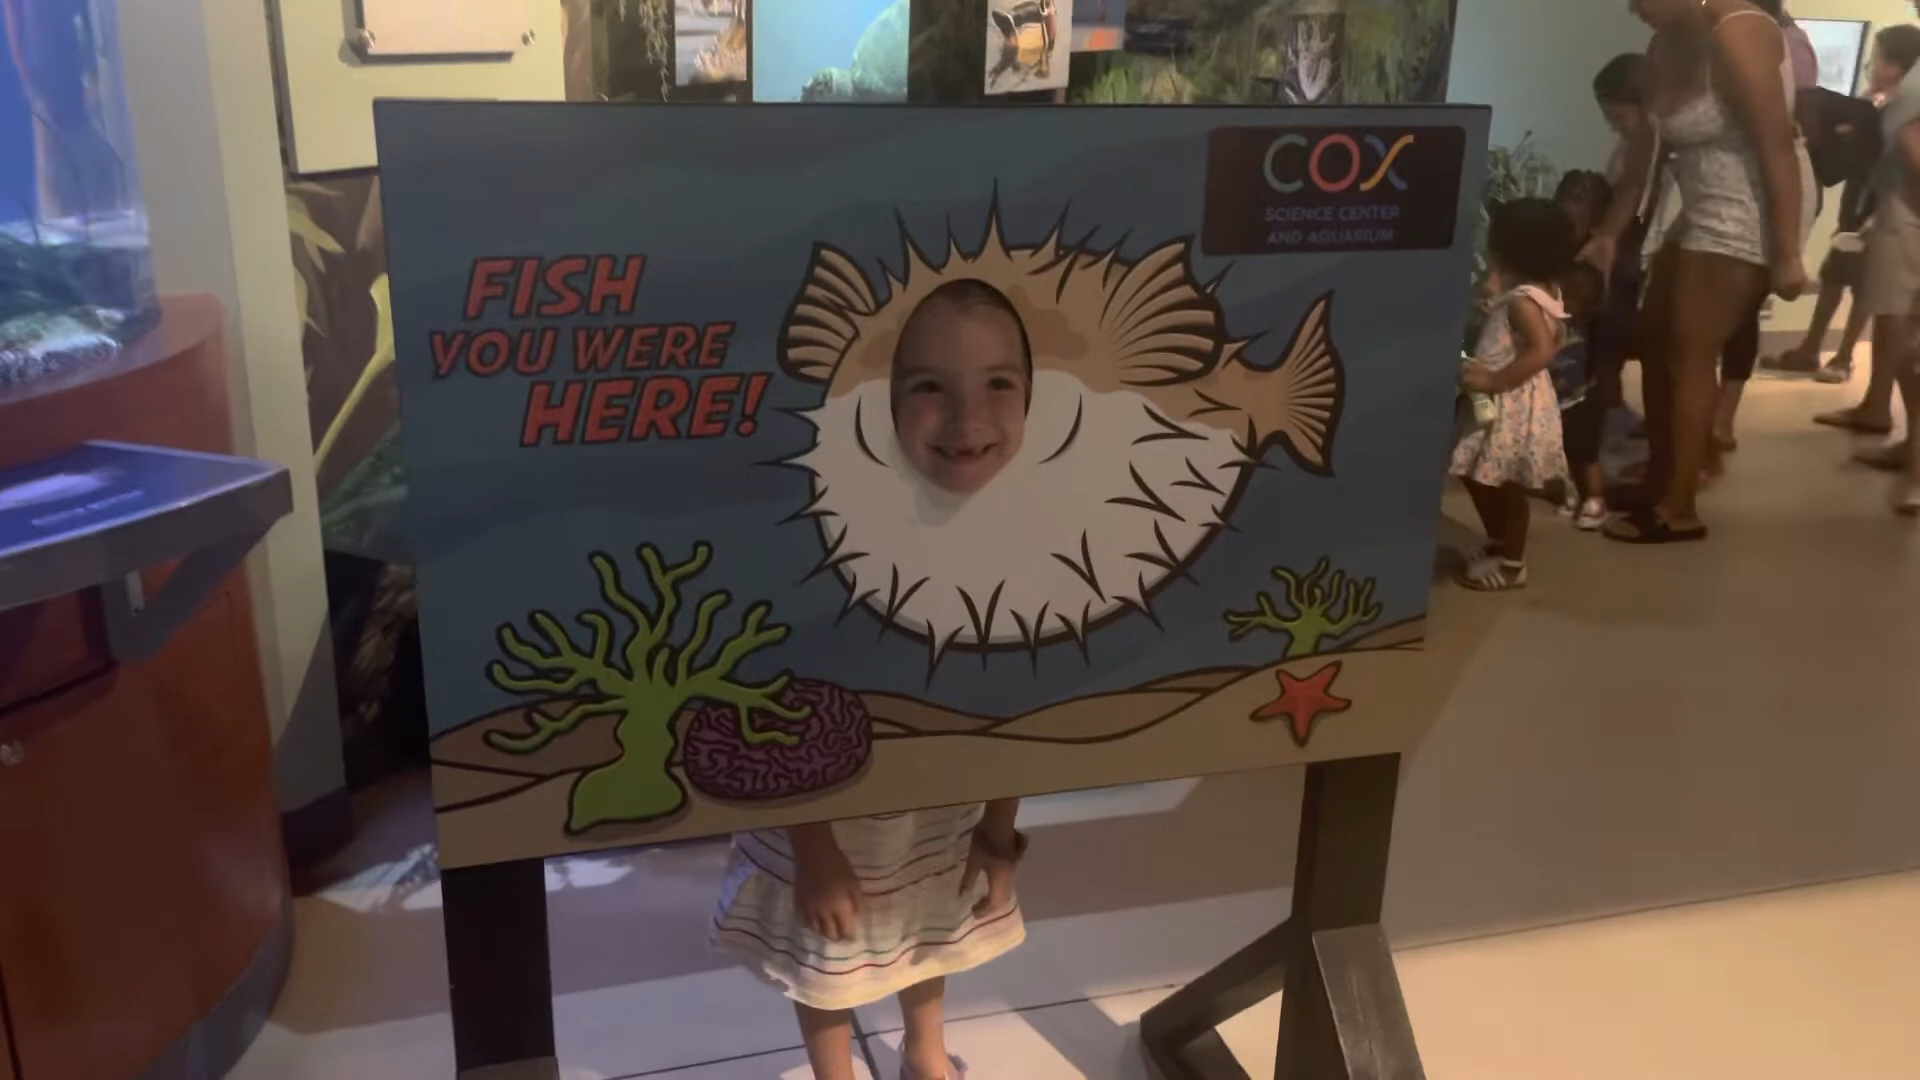 FISH
YOU WERE
HERE!
COX
SCIENCE CENTER
AND AQUARIUM